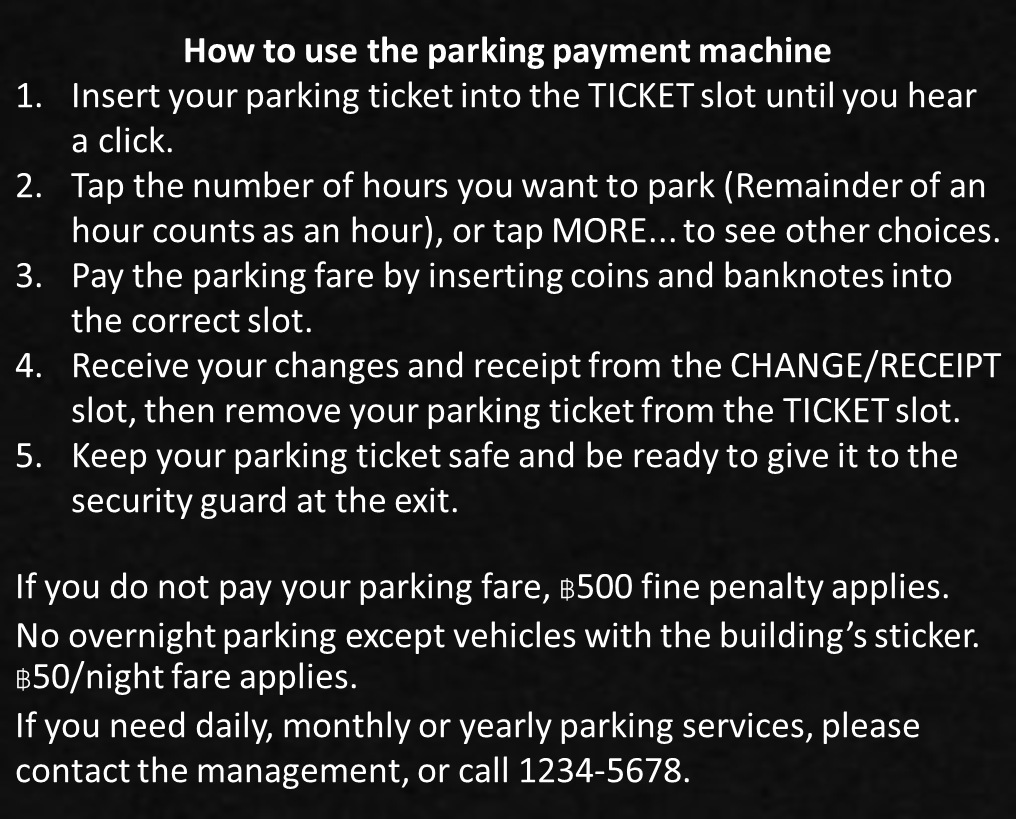 How to use the parking payment machine
1. Insert your parking ticket into the TICKET slot until you hear
a click.
2. Tap the number of hours you want to park (Remainder of an
hour counts as an hour), or tap MORE... to see other choices.
3. Pay the parking fare by inserting coins and banknotes into
the correct slot.
4. Receive your changes and receipt from the CHANGE/RECEIPT
slot, then remove your parking ticket from the TICKET slot.
5. Keep your parking ticket safe and be ready to give it to the
security guard at the exit.
If you do not pay your parking fare, ฿500 fine penalty applies.
No overnight parking except vehicles with the building’s sticker.
฿50/night fare applies.
If you need daily, monthly or yearly parking services, please
contact the management, or call 1234-5678.